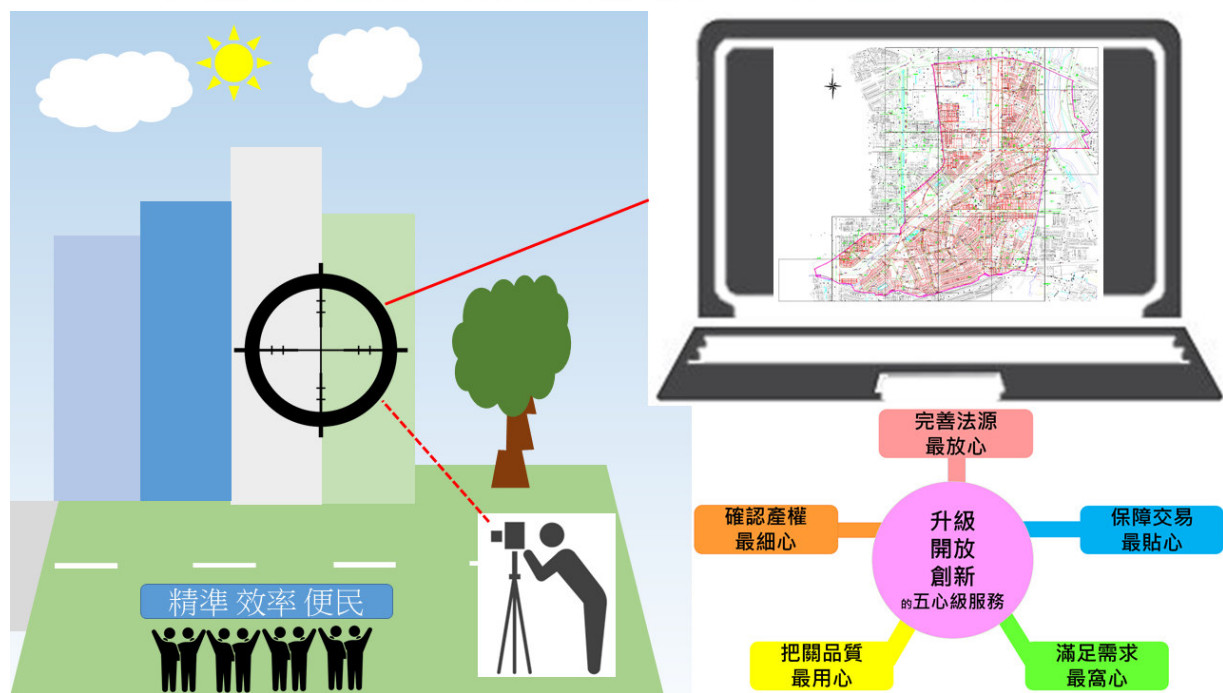 精準 效率 便民
完善法源
最放心
確認產權
最細心
升級
開放
創新
的五心級服務
保障交易
最貼心
把關品質
最用心
滿足需求
最窩心